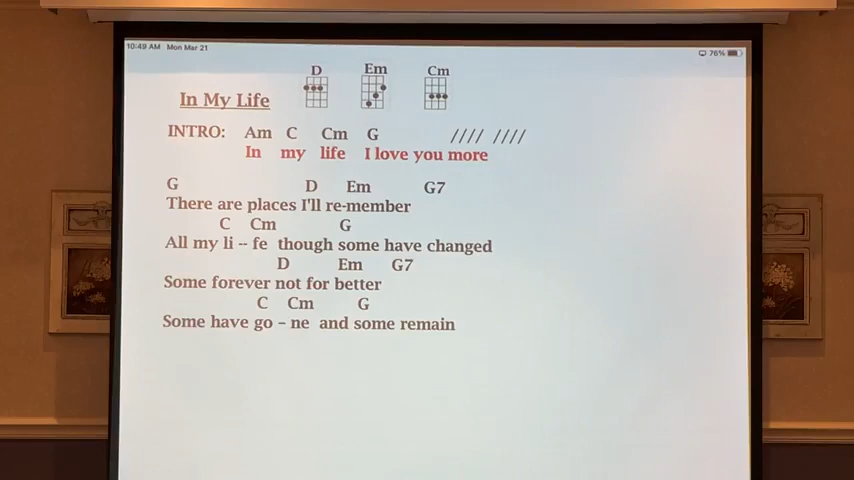 10:49 AM Mon Mar 21
76%
D Em Cm
In My Life
INTRO: Am C Cm G //// ////
In my life I love you more
G D Em G7
There are places I'll re-member
C Cm G
All my li -- fe though some have changed
D Em G7
Some forever not for better
C Cm G
Some have go – ne and some remain